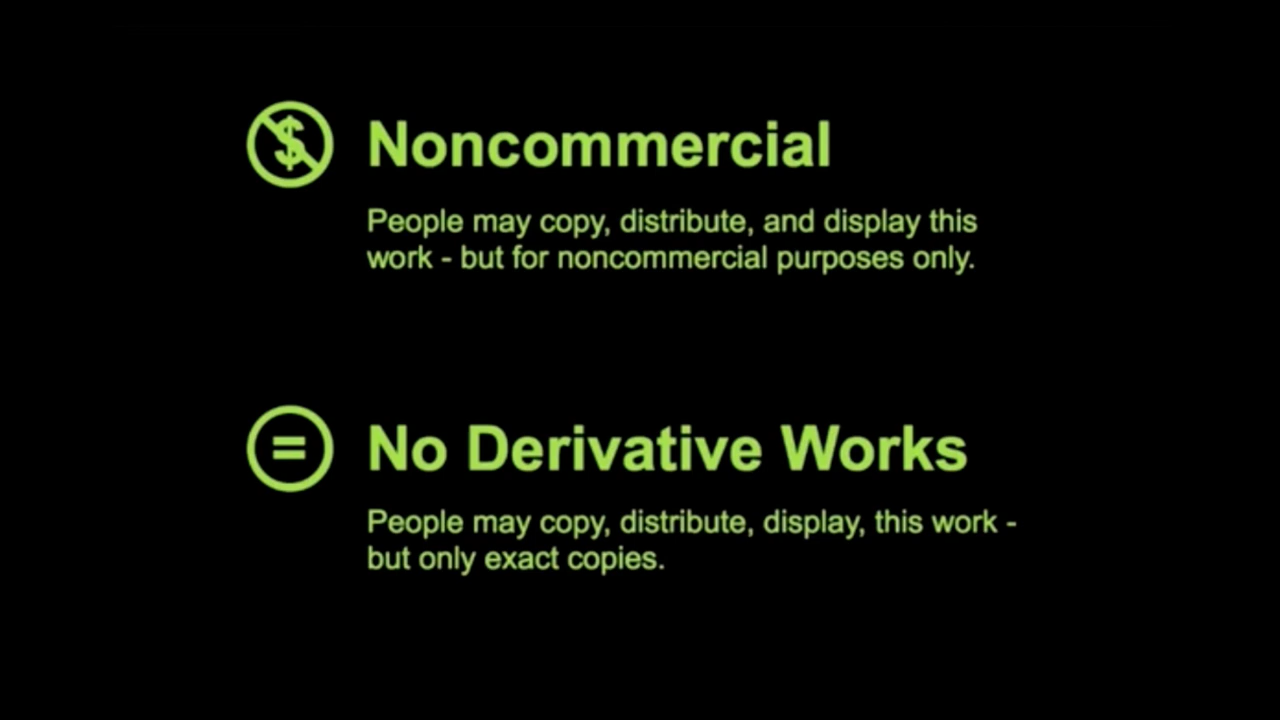 Noncommercial
People may copy, distribute, and display this
work - but for noncommercial purposes only.
No Derivative Works
People may copy, distribute, display, this work -
but only exact copies.